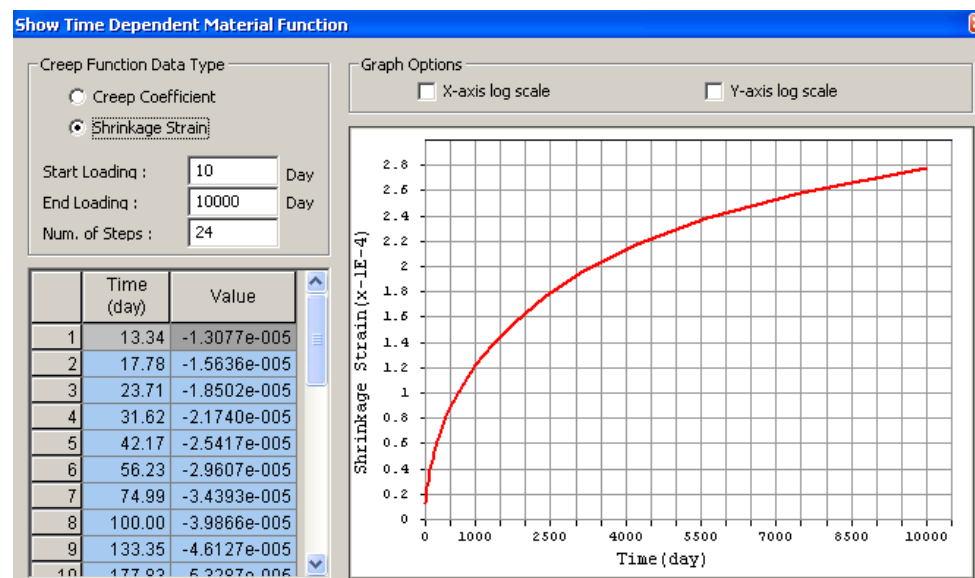 Show Time Dependent Material Function
Creep Function Data Type
Creep Coefficient
Shrinkage Strain
Start Loading : 10 Day
End Loading : 10000 Day
Num. of Steps : 24
Graph Options
X-axis log scale
Y-axis log scale
Time (day) Value
1 13.34 -1.3077e-005
2 17.78 -1.5636e-005
3 23.71 -1.8502e-005
4 31.62 -2.1740e-005
5 42.17 -2.5417e-005
6 56.23 -2.9607e-005
7 74.99 -3.4393e-005
8 100.00 -3.9866e-005
9 133.35 -4.6127e-005
10 177.83
Shrinkage Strain(x-1E-4)
2.8
2.6
2.4
2.2
2
1.8
1.6
1.4
1.2
1
0.8
0.6
0.4
0.2
0
0 1000 2500 4000 5500 7000 8500 10000
Time(day)